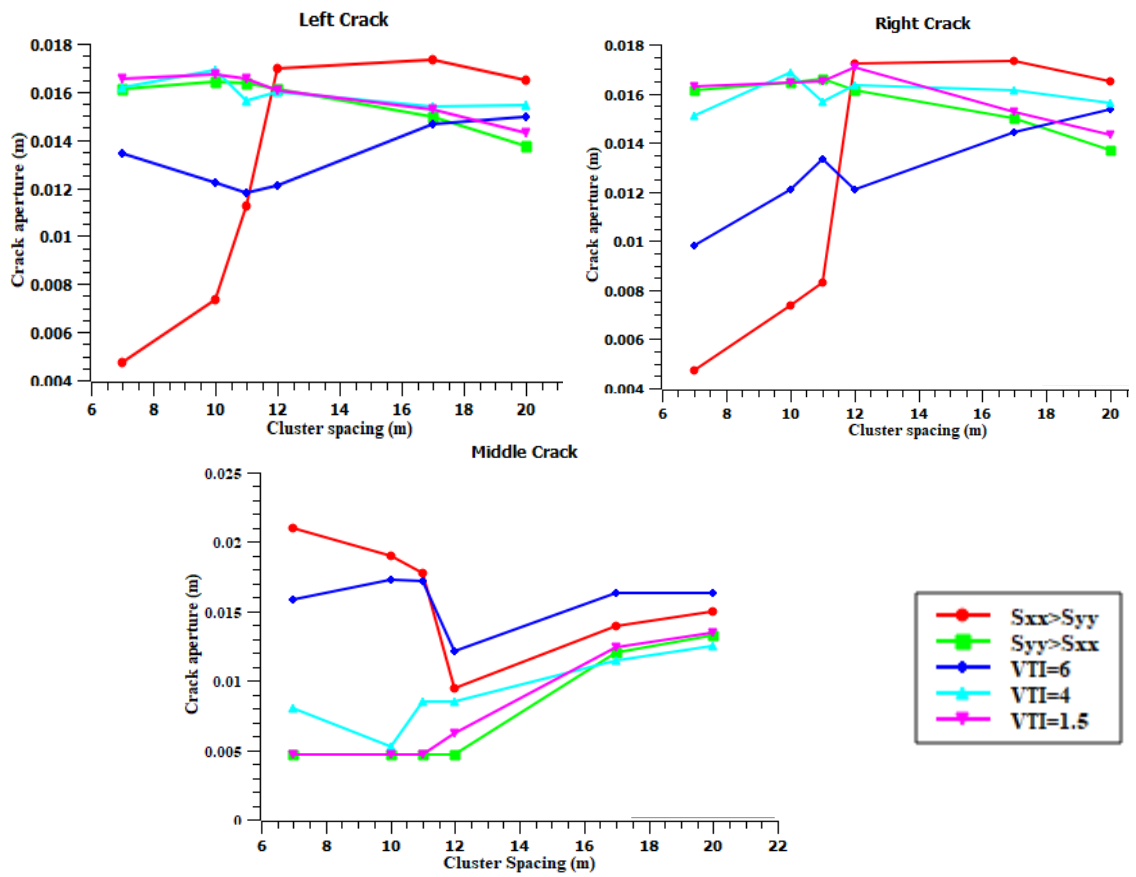 Left Crack
0.018
0.016
0.014
0.012
0.01
0.008
0.006
0.004
Crack aperture (m)
6 8 10 12 14 16 18 20
Cluster spacing (m)
Right Crack
0.018
0.016
0.014
0.012
0.01
0.008
0.006
0.004
Crack aperture (m)
6 8 10 12 14 16 18 20
Cluster spacing (m)
Middle Crack
0.025
0.02
0.015
0.01
0.005
0
Crack aperture (m)
6 8 10 12 14 16 18 20 22
Cluster Spacing (m)
Sxx>Syy
Syy>Sxx
VTI=6
VTI=4
VTI=1.5